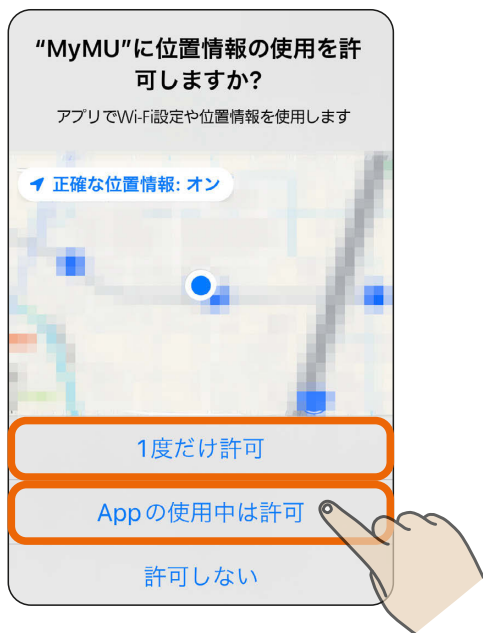 “MyMU”に位置情報の使用を許
可しますか?
アプリでWi-Fi設定や位置情報を使用します
正確な位置情報: オン
1度だけ許可
Appの使用中は許可
許可しない